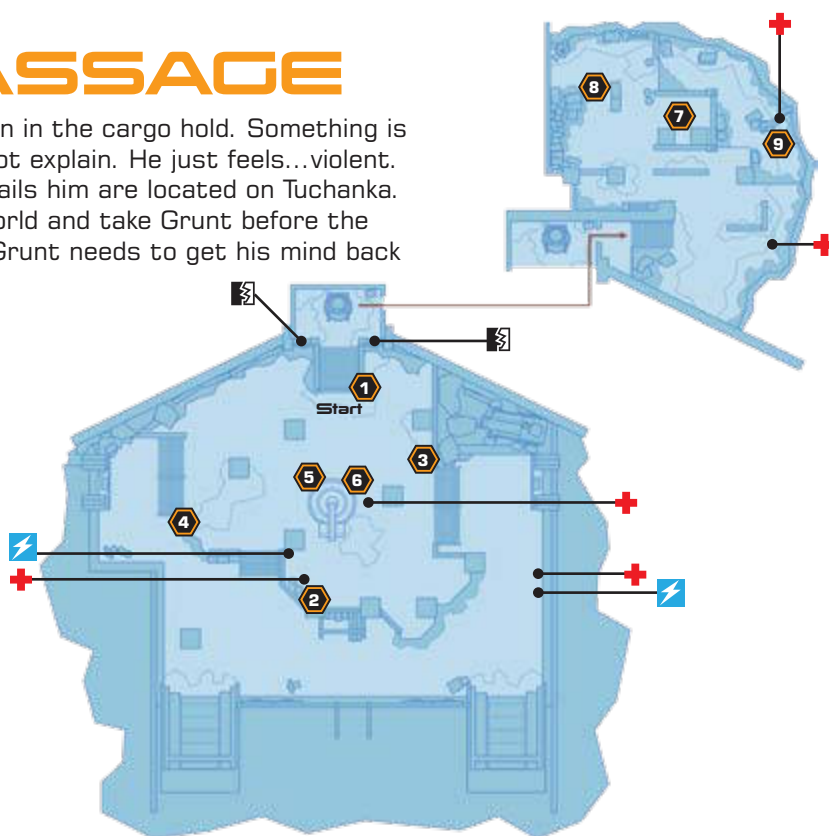 ASSAGE
n in the cargo hold. Something is
ot explain. He just feels…violent.
ails him are located on Tuchanka.
orld and take Grunt before the
Grunt needs to get his mind back
8
7
9
1
Start
3
5
6
4
2